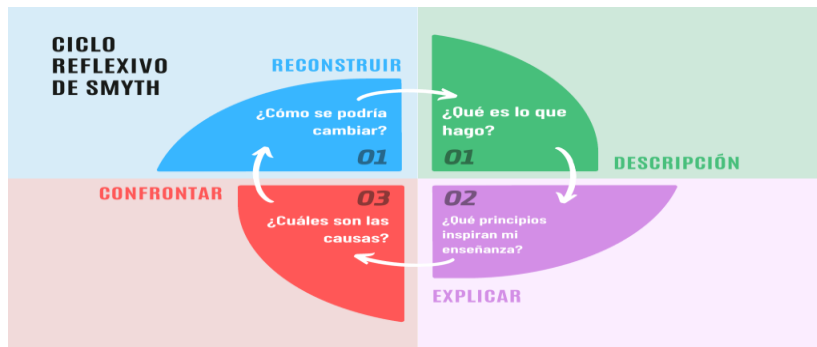 CICLO
REFLEXIVO
DE SMYTH
RECONSTRUIR
¿Cómo se podría
cambiar?
01
¿Qué es lo que
hago?
01
DESCRIPCIÓN
02
¿Qué principios
inspiran mi
enseñanza?
EXPLICAR
CONFRONTAR
03
¿Cuáles son las
causas?